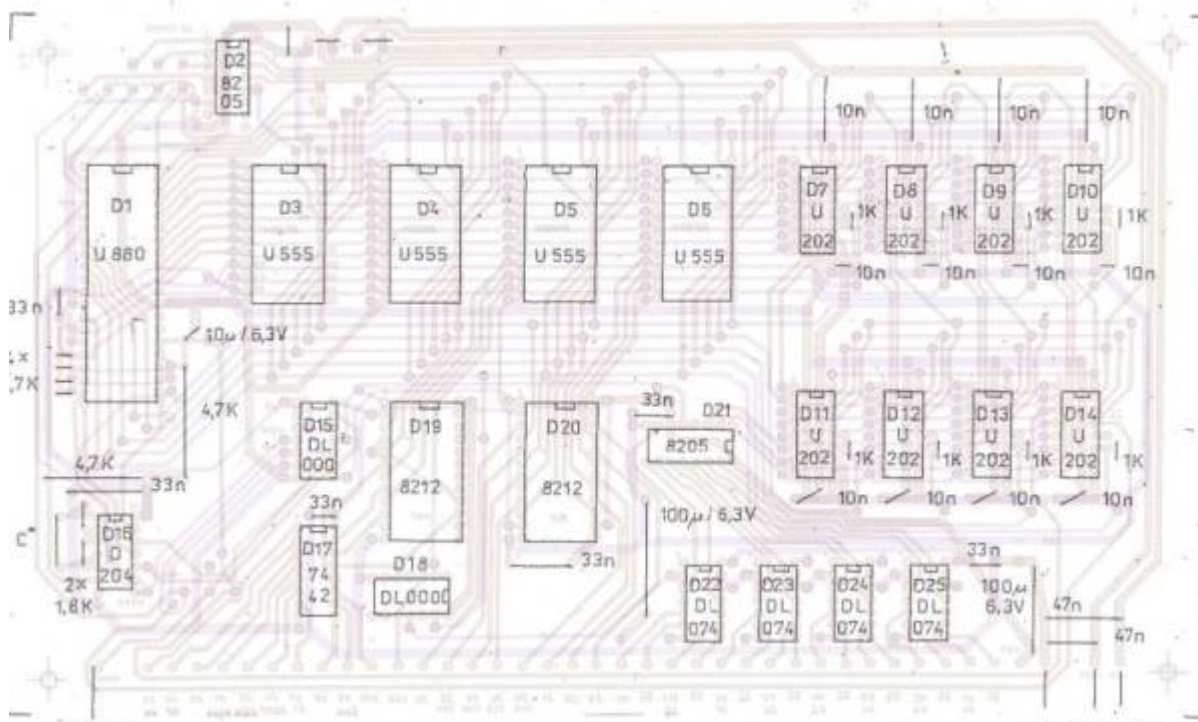 D2
82
05
10n
10n
10n
10n
D1
U 880
D3
U 555
D4
U 555
D5
U 555
D6
U 555
D7
U
202
1K
D8
U
202
1K
D9
U
202
1K
D10
U
202
1K
10n
10n
10n
10n
33n
10µ / 6,3V
4,7K
D15
DL
000
D19
8212
D20
8212
33n
D21
8205
D11
U
202
1K
D12
U
202
1K
D13
U
202
1K
D14
U
202
1K
10n
10n
10n
10n
4,7K
33n
100µ / 6,3V
C*
D16
D
204
2×
1,6K
33n
D17
74
42
D18
DL000
33n
D22
DL
074
D23
DL
074
D24
DL
074
D25
DL
074
33n
100µ
6,3V
47n
47n